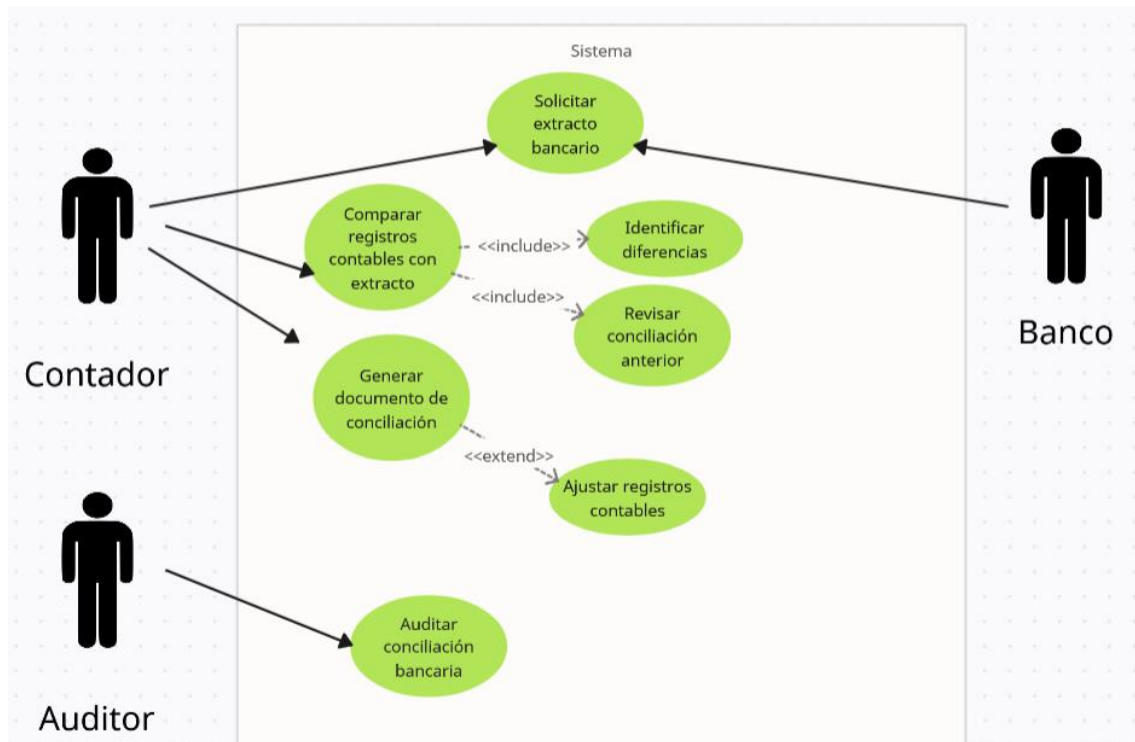 Sistema
Solicitar
extracto
bancario
Comparar
registros
contables con
extracto
<<include>>
Identificar
diferencias
<<include>>
Revisar
conciliación
anterior
Banco
Contador
Generar
documento de
conciliación
<<extend>>
Ajustar registros
contables
Auditar
conciliación
bancaria
Auditor